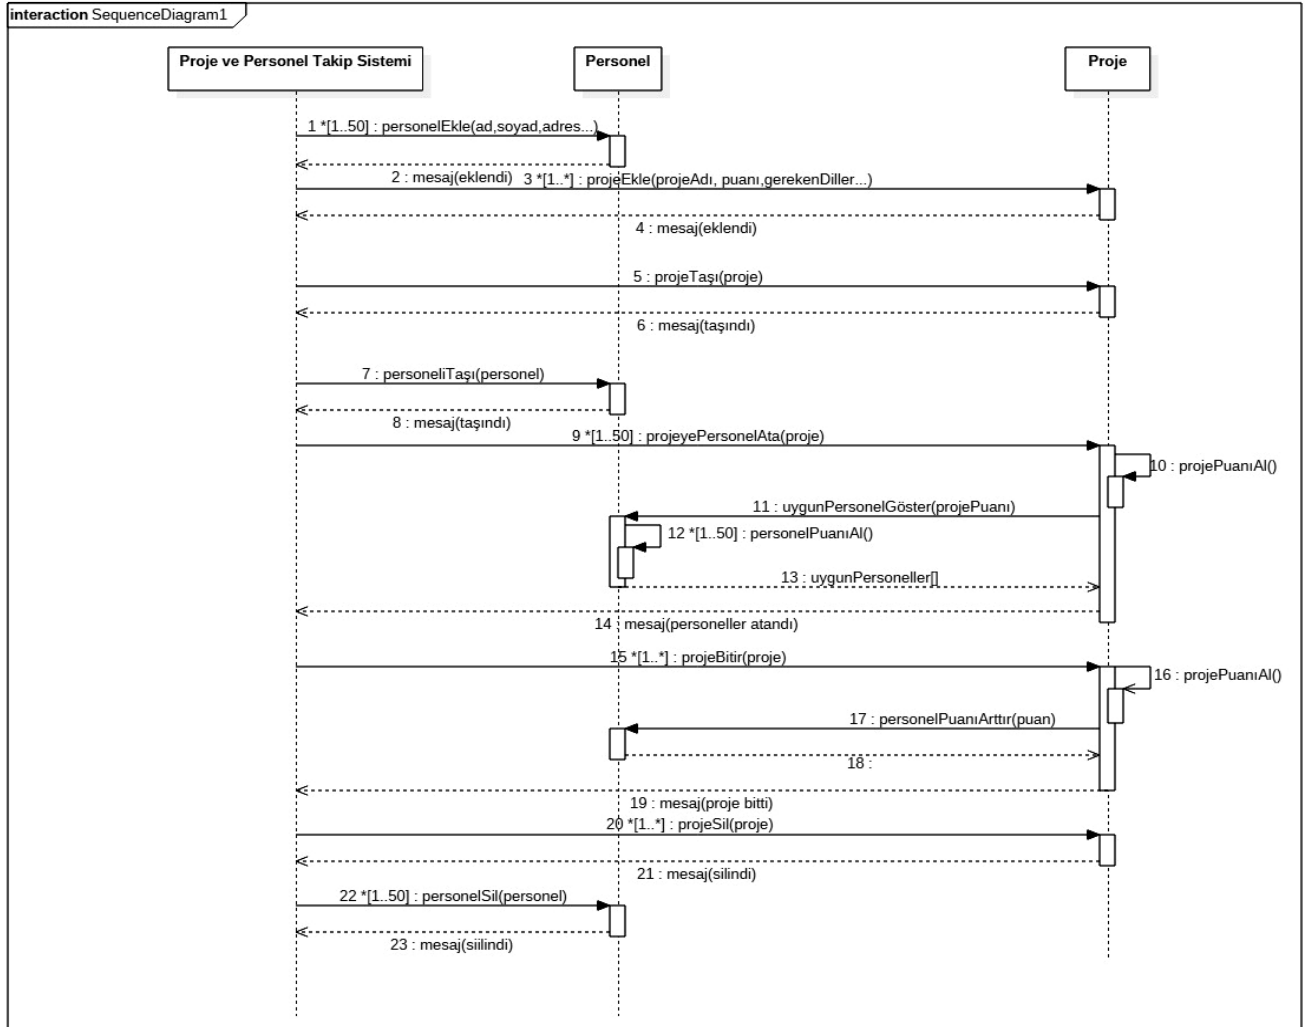 interaction SequenceDiagram1
Proje ve Personel Takip Sistemi
Personel
Proje
1 *[1..50] : personelEkle(ad,soyad,adres...)
2 : mesaj(eklendi)
3 *[1..*] : projeEkle(projeAdı, puanı,gerekenDiller...)
4 : mesaj(eklendi)
5 : projeTaşı(proje)
6 : mesaj(taşındı)
7 : personeliTaşı(personel)
8 : mesaj(taşındı)
9 *[1..50] : projeyePersonelAta(proje)
10 : projePuanıAl()
11 : uygunPersonelGöster(projePuanı)
12 *[1..50] : personelPuanıAl()
13 : uygunPersoneller[]
14 : mesaj(personeller atandı)
15 *[1..*] : projeBitir(proje)
16 : projePuanıAl()
17 : personelPuanıArttır(puan)
18 :
19 : mesaj(proje bitti)
20 *[1..*] : projeSil(proje)
21 : mesaj(silindi)
22 *[1..50] : personelSil(personel)
23 : mesaj(siilindi)